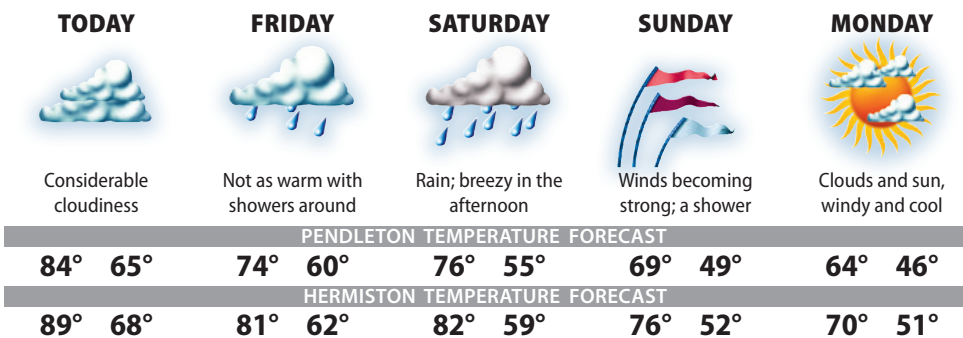 TODAY FRIDAY SATURDAY SUNDAY MONDAY
Considerable Not as warm with Rain; breezy in the Winds becoming Clouds and sun,
cloudiness showers around afternoon strong; a shower windy and cool
PENDLETON TEMPERATURE FORECAST
84° 65° 74° 60° 76° 55° 69° 49° 64° 46°
HERMISTON TEMPERATURE FORECAST
89° 68° 81° 62° 82° 59° 76° 52° 70° 51°